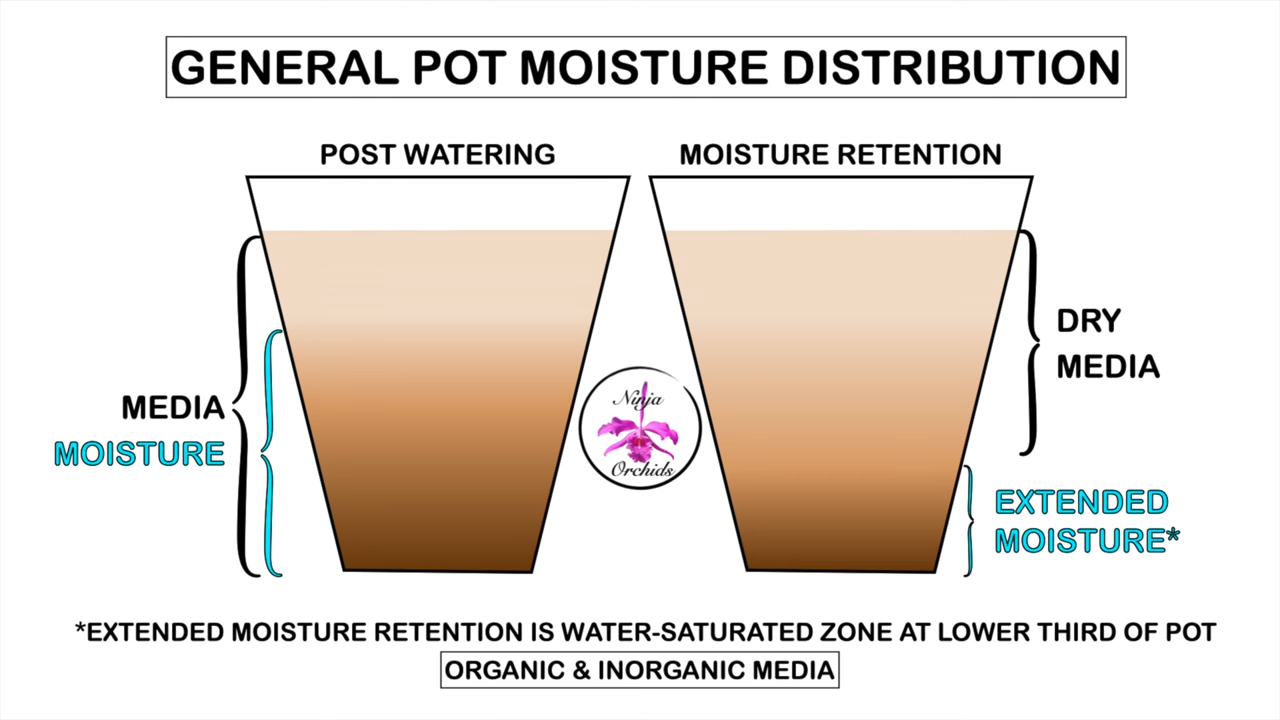 GENERAL POT MOISTURE DISTRIBUTION
POST WATERING
MOISTURE RETENTION
MEDIA
MOISTURE
DRY
MEDIA
Ninja
Orchids
EXTENDED
MOISTURE*
*EXTENDED MOISTURE RETENTION IS WATER-SATURATED ZONE AT LOWER THIRD OF POT
ORGANIC & INORGANIC MEDIA